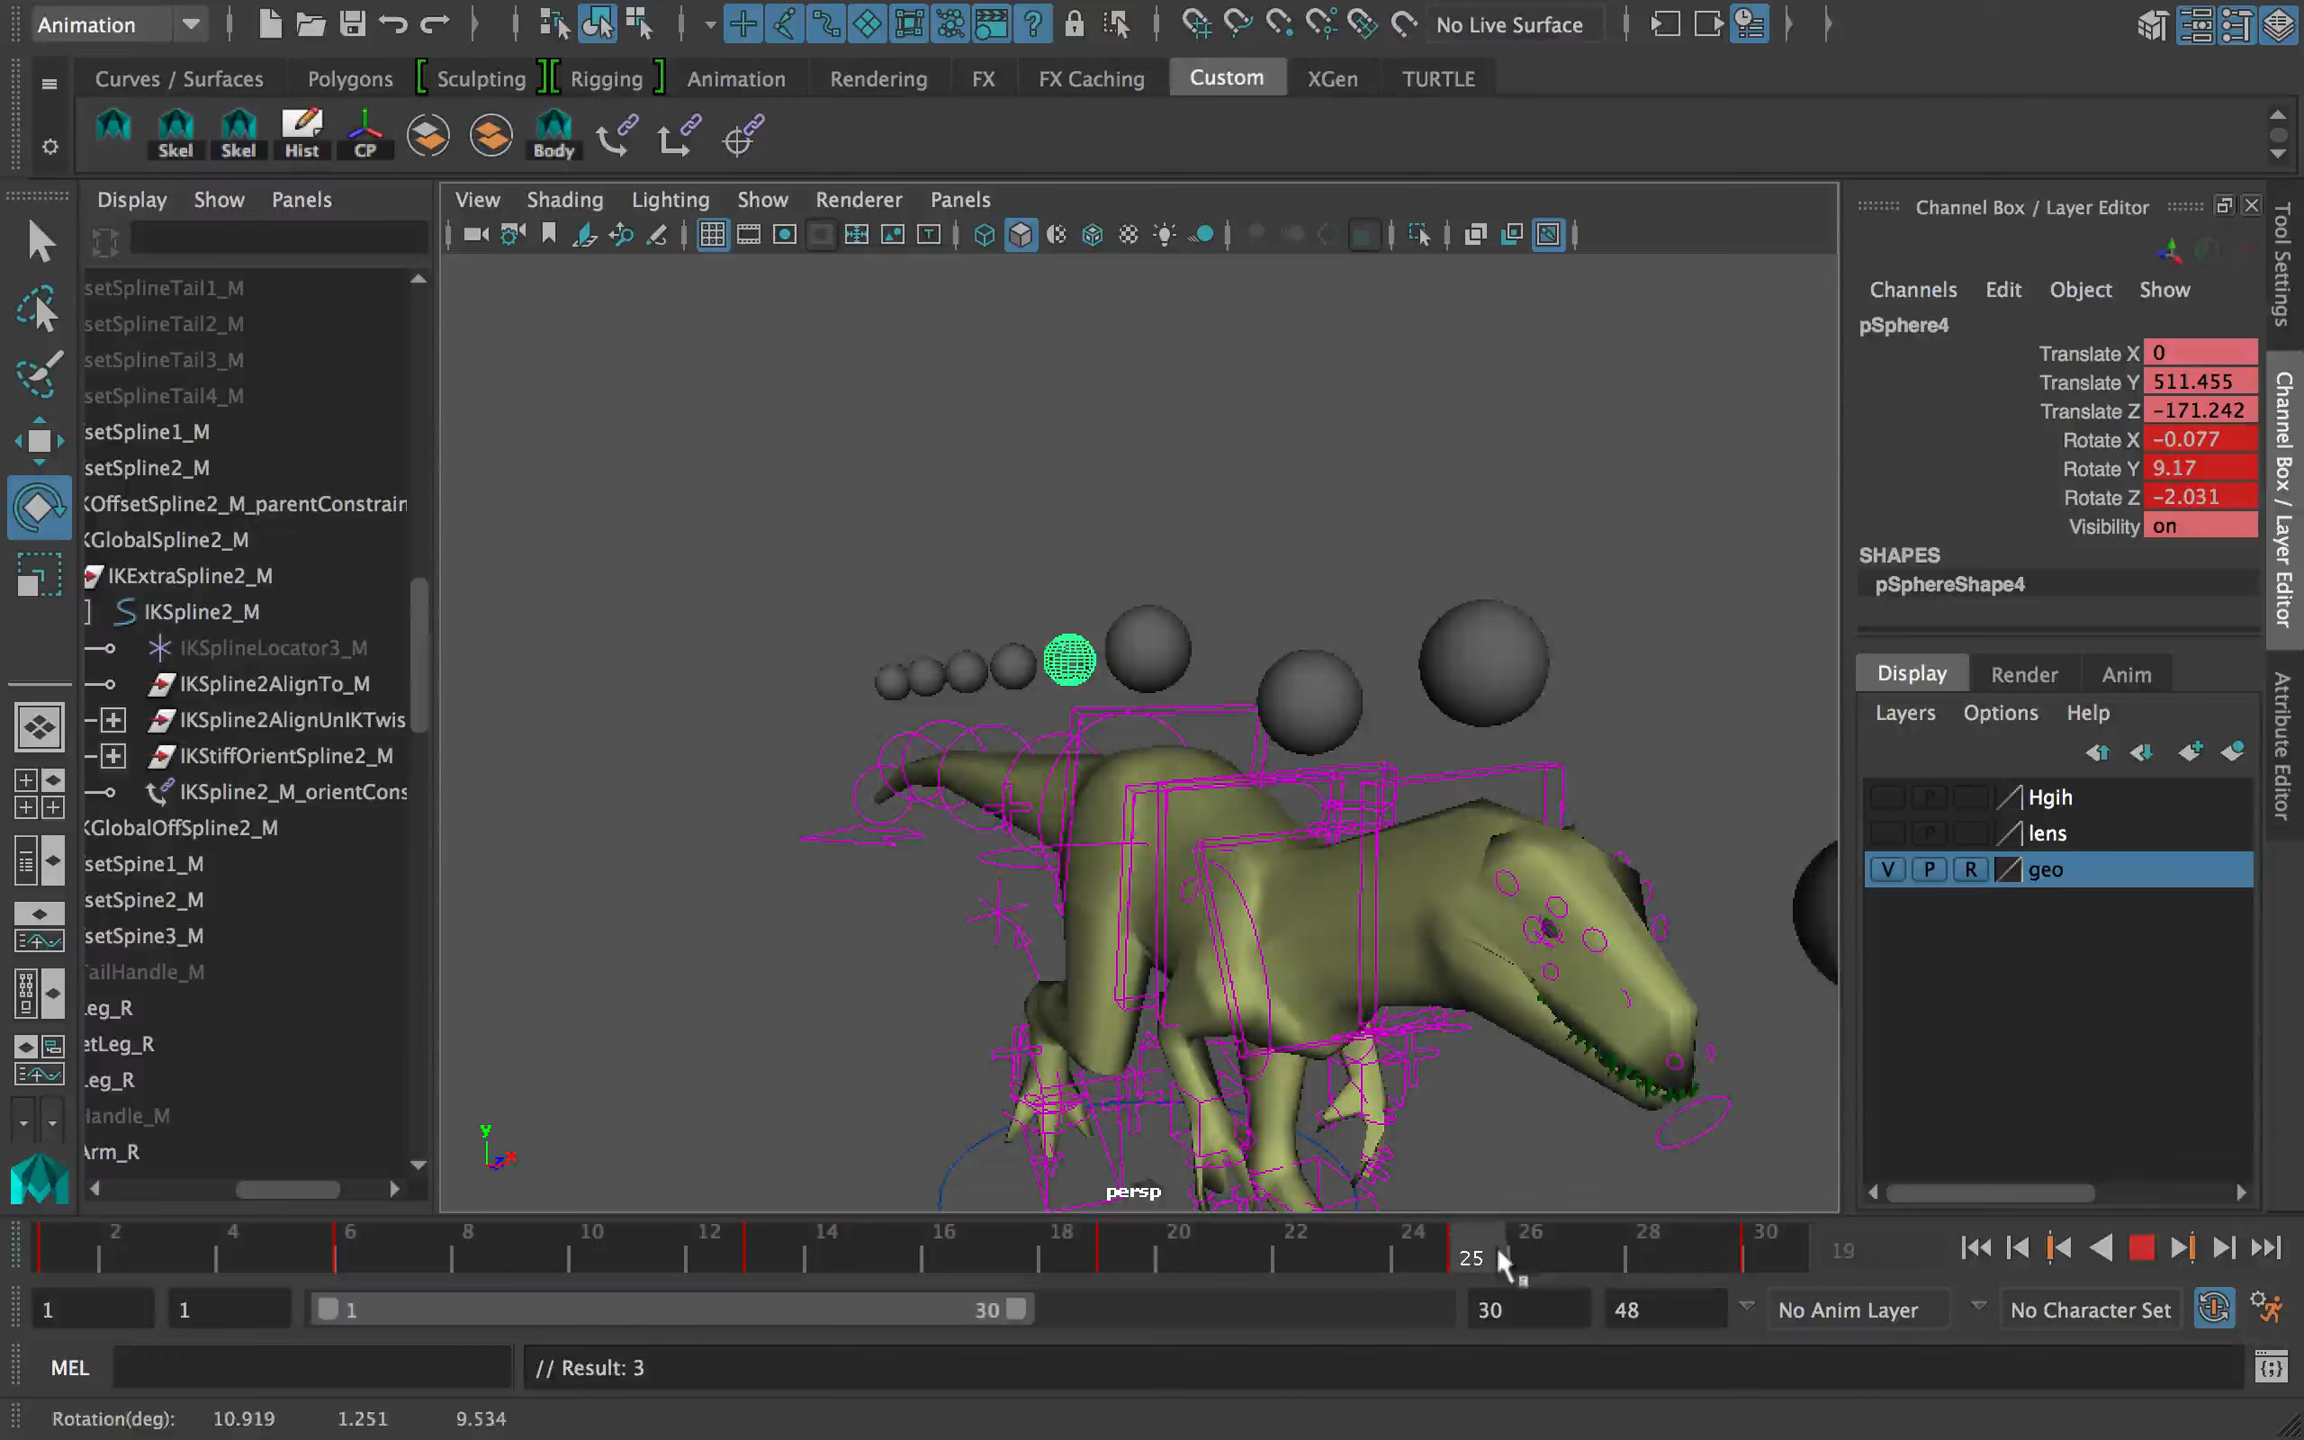 Animation
No Live Surface
Curves / Surfaces
Polygons
Sculpting
Rigging
Animation
Rendering
FX
FX Caching
Custom
XGen
TURTLE
Skel
Skel
Hist
CP
Body
Display
Show
Panels
setSplineTail1_M
setSplineTail2_M
setSplineTail3_M
setSplineTail4_M
setSpline1_M
setSpline2_M
KOffsetSpline2_M_parentConstrain
KGlobalSpline2_M
IKExtraSpline2_M
IKSpline2_M
IKSplineLocator3_M
IKSpline2AlignTo_M
IKSpline2AlignUnIKTwis
IKStiffOrientSpline2_M
IKSpline2_M_orientCons
KGlobalOffSpline2_M
setSpine1_M
setSpine2_M
setSpine3_M
TailHandle_M
Leg_R
etLeg_R
Leg_R
Handle_M
Arm_R
View
Shading
Lighting
Show
Renderer
Panels
y
z
x
persp
Channel Box / Layer Editor
Channels
Edit
Object
Show
pSphere4
Translate X 0
Translate Y 511.455
Translate Z -171.242
Rotate X -0.077
Rotate Y 9.17
Rotate Z -2.031
Visibility on
SHAPES
pSphereShape4
Display
Render
Anim
Layers
Options
Help
P Hgih
P lens
V P R geo
Tool Settings
Channel Box / Layer Editor
Attribute Editor
2 4 6 8 10 12 14 16 18 20 22 24 26 28 30
25
19
1
1
1
30
30
48
No Anim Layer
No Character Set
MEL
// Result: 3
Rotation(deg): 10.919 1.251 9.534